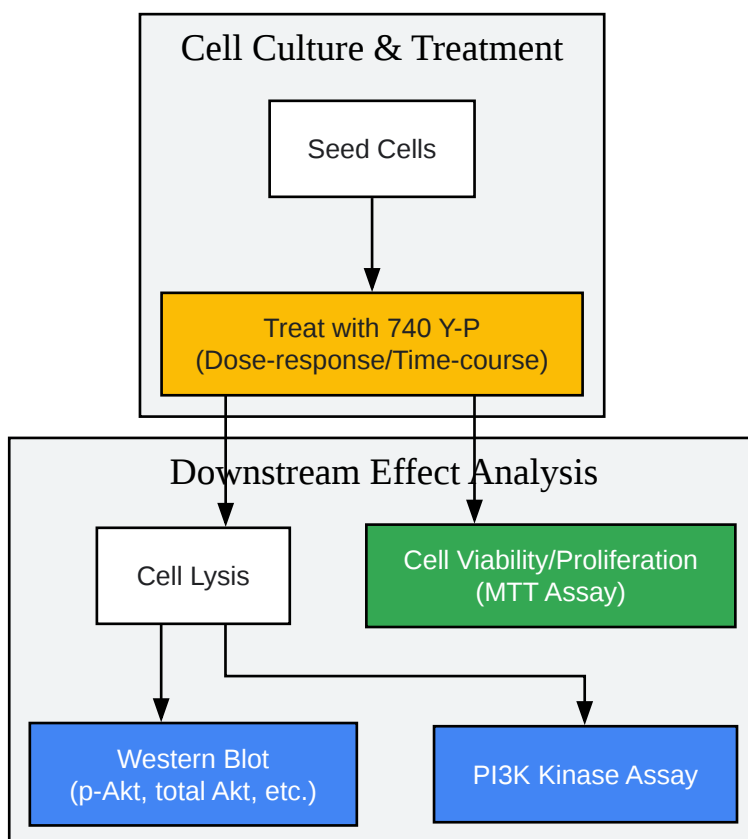 Cell Culture & Treatment
Seed Cells
Treat with 740 Y-P
(Dose-response/Time-course)
Downstream Effect Analysis
Cell Lysis
Cell Viability/Proliferation
(MTT Assay)
Western Blot
(p-Akt, total Akt, etc.)
PI3K Kinase Assay